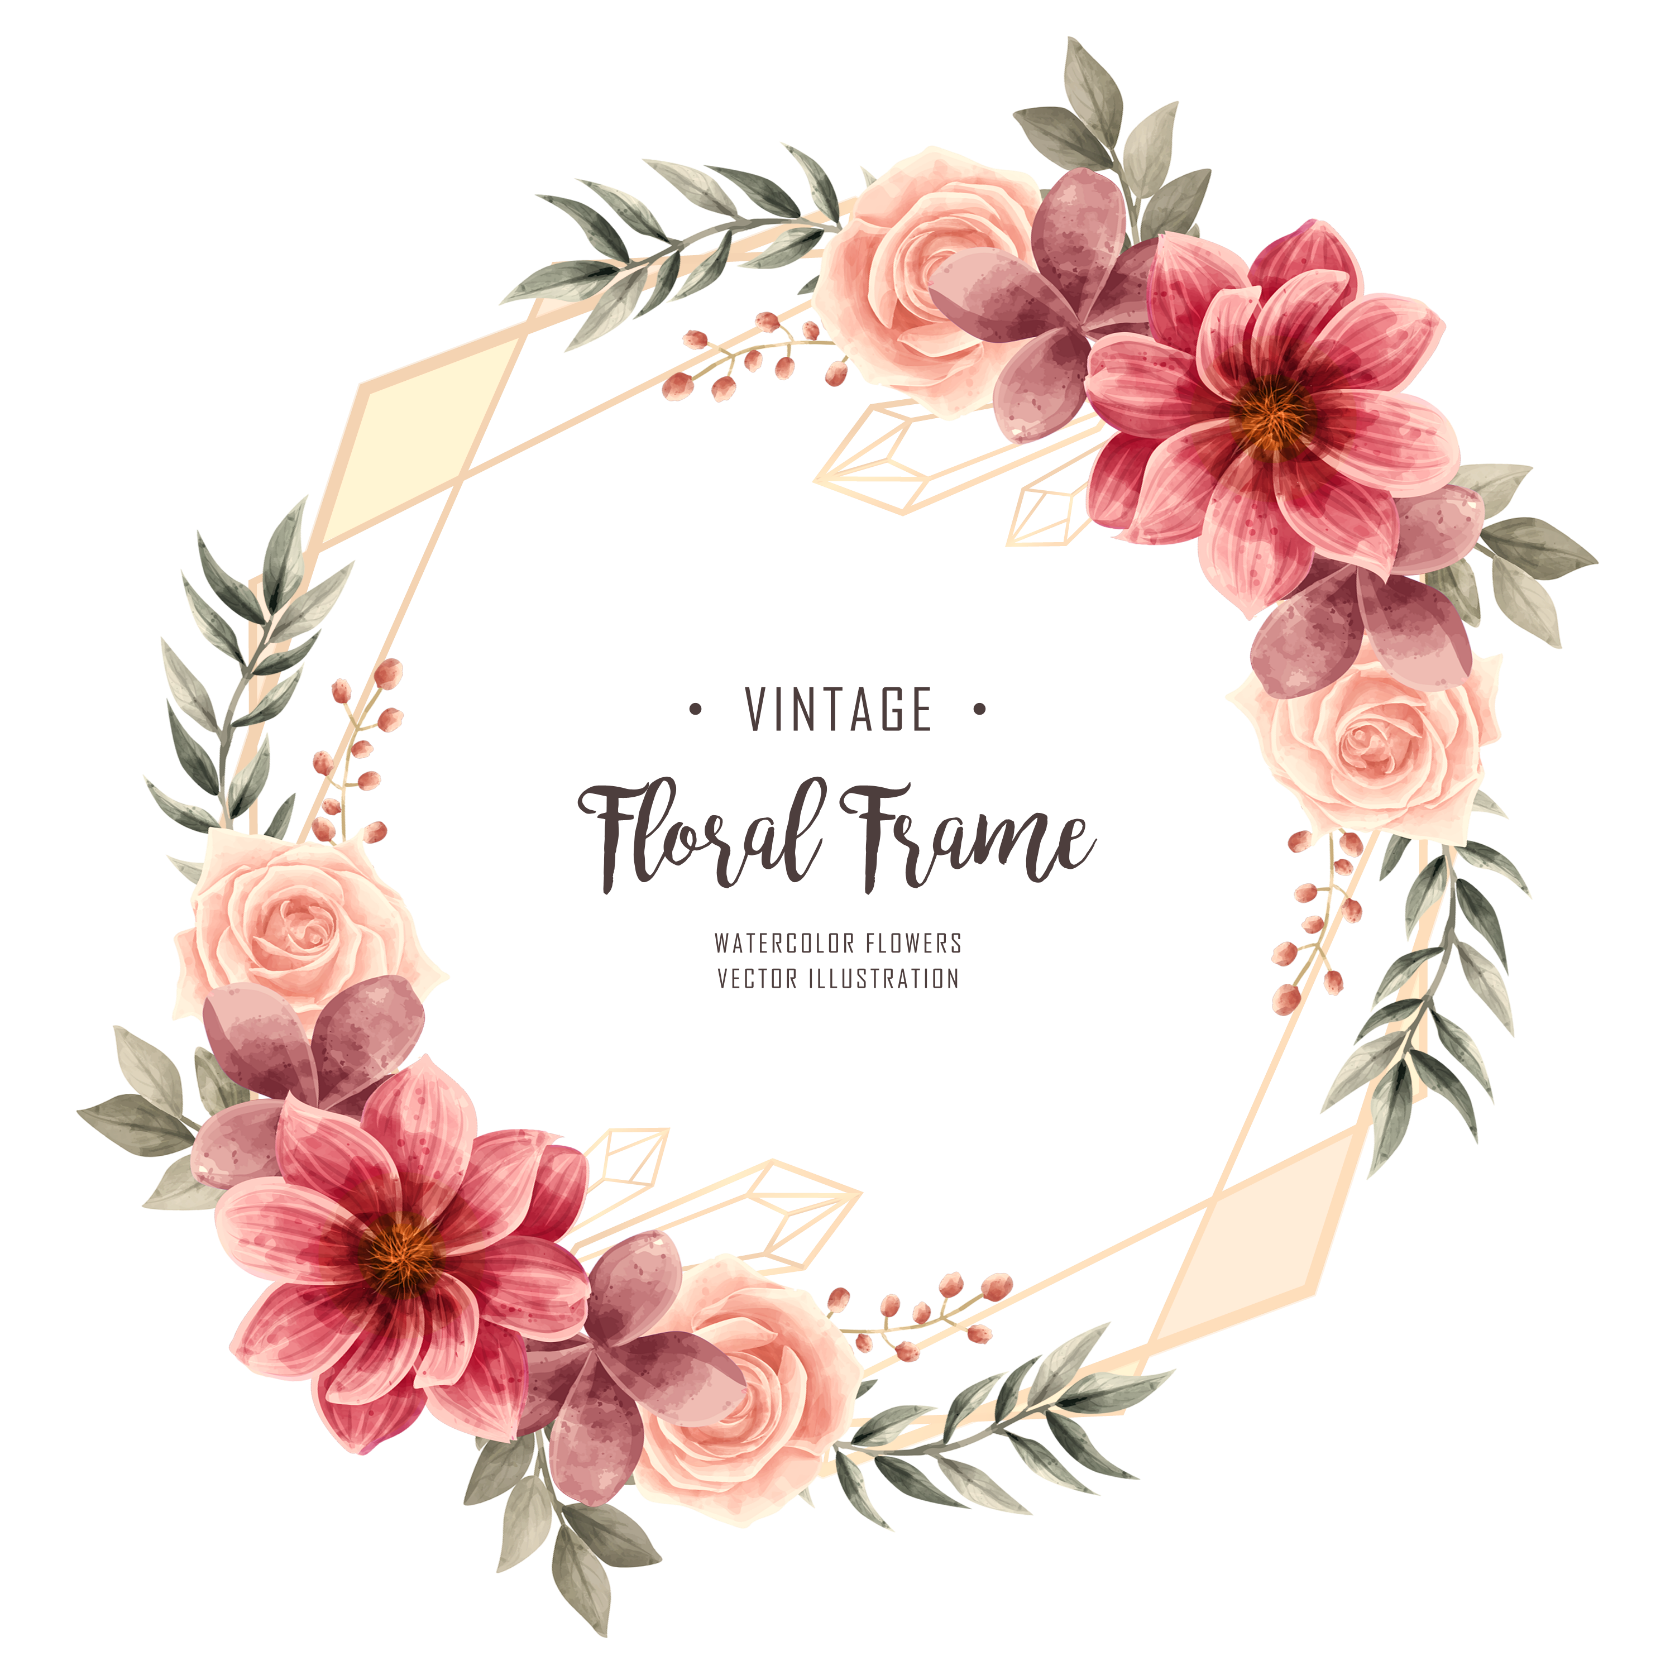 • VINTAGE •
Floral Frame
WATERCOLOR FLOWERS
VECTOR ILLUSTRATION